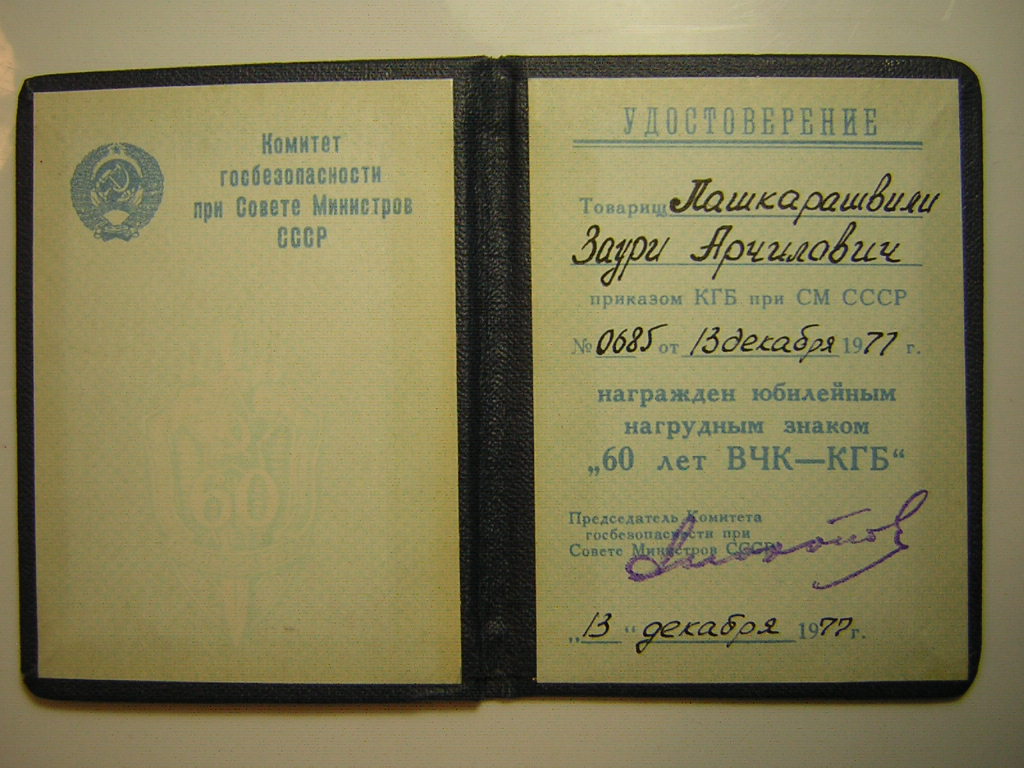 Комитет
госбезопасности
при Совете Министров
СССР
60
УДОСТОВЕРЕНИЕ
Товарищ Лашкарашвили
Заури Арчилович
приказом КГБ при СМ СССР
№ 0685 от 13 декабря 1977 г.
награжден юбилейным
нагрудным знаком
„60 лет ВЧК—КГБ“
Председатель Комитета
госбезопасности при
Совете Министров СССР
„13“ декабря 1977 г.